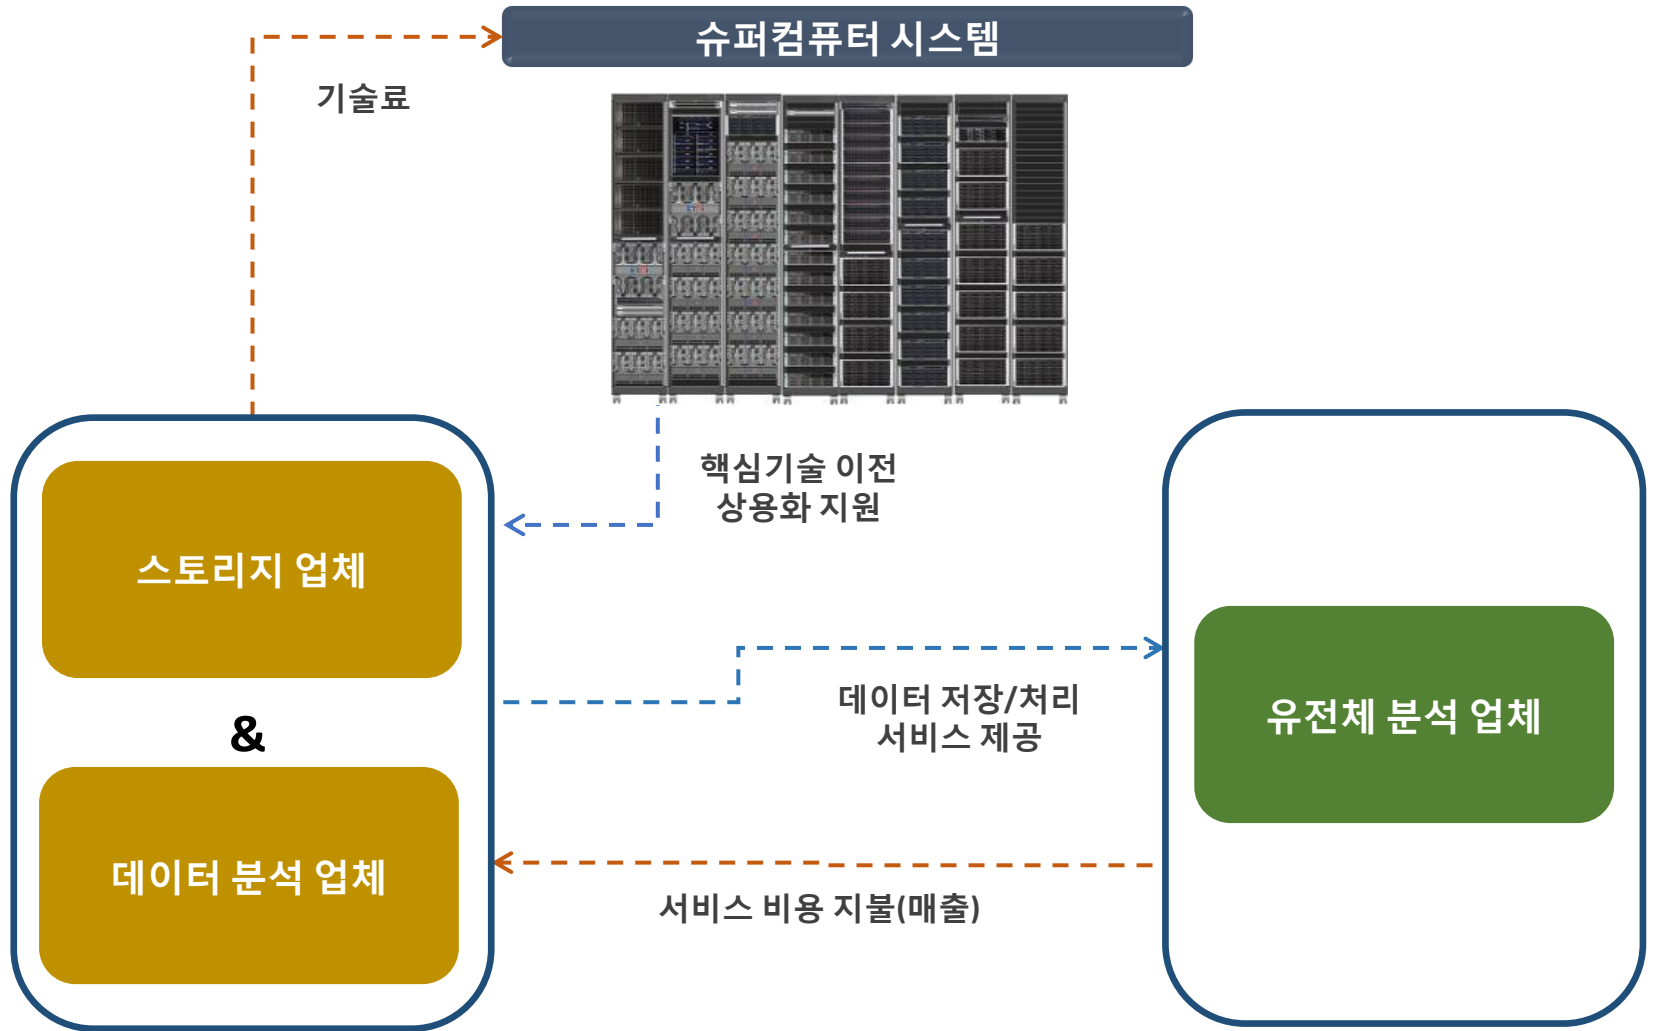 슈퍼컴퓨터 시스템
기술료
핵심기술 이전
상용화 지원
스토리지 업체
&
데이터 분석 업체
데이터 저장/처리
서비스 제공
유전체 분석 업체
서비스 비용 지불(매출)